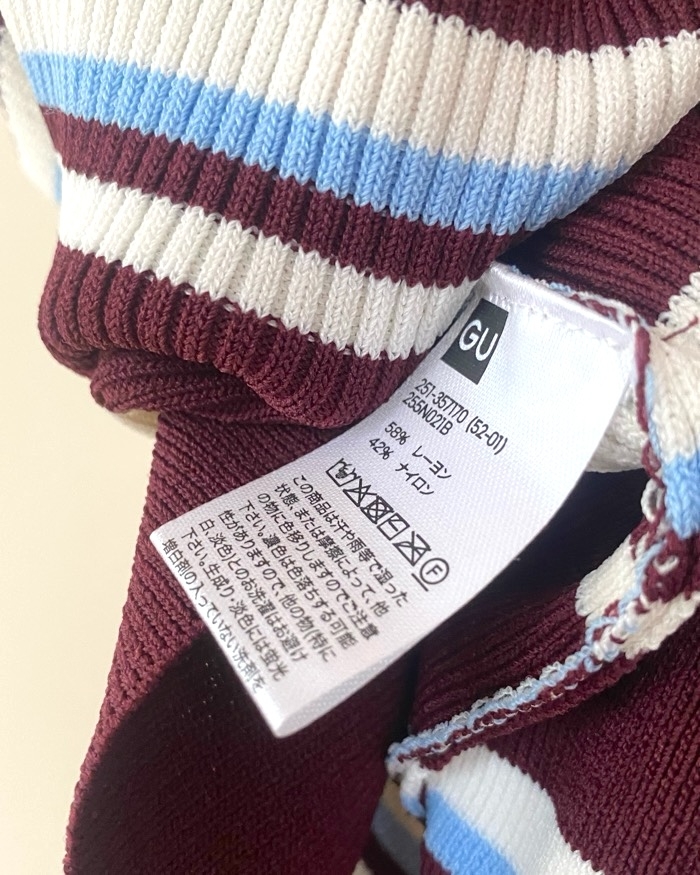 GU
251-357170 (52-01)
255N021B
58% レーヨン
42% ナイロン
この商品は汗や雨等で湿った
状態、または摩擦によって、他
の物に色移りしますのでご注意
下さい。濃色は色落ちする可能
性がありますので、他の物(特に
白、淡色)とのお洗濯はお避け
下さい。生成り・淡色には蛍光
増白剤の入っていない洗剤を